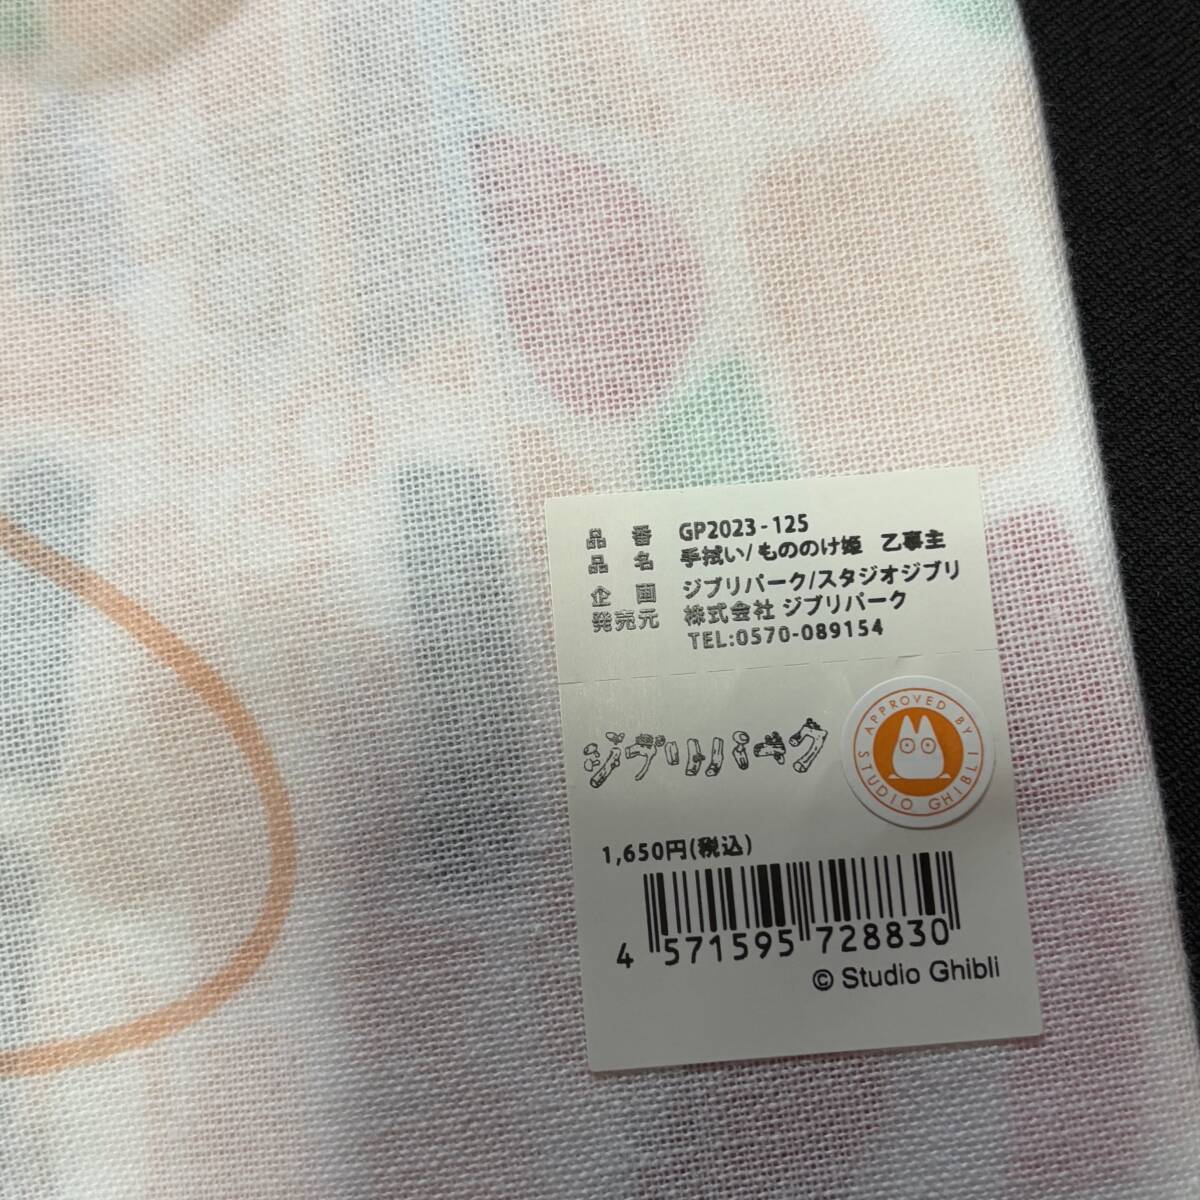 品番 GP2023-125
品名 手拭い/もののけ姫 乙事主
企画 ジブリパーク/スタジオジブリ
発売元 株式会社 ジブリパーク
TEL:0570-089154
ジブリパーク
APPROVED BY STUDIO GHIBLI
1,650円(税込)
4 571595 728830
© Studio Ghibli